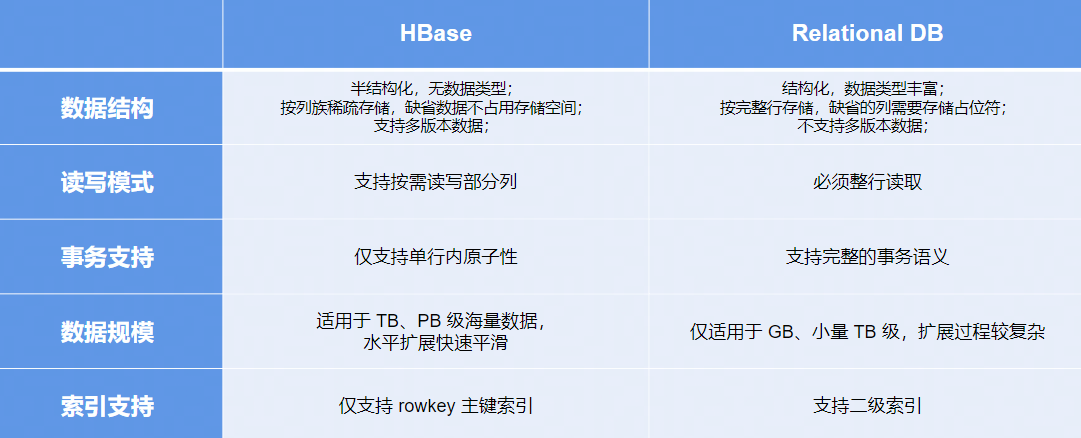 HBase
Relational DB
数据结构
半结构化，无数据类型；
按列族稀疏存储，缺省数据不占用存储空间；
支持多版本数据；
结构化，数据类型丰富；
按完整行存储，缺省的列需要存储占位符；
不支持多版本数据；
读写模式
支持按需读写部分列
必须整行读取
事务支持
仅支持单行内原子性
支持完整的事务语义
数据规模
适用于 TB、PB 级海量数据，
水平扩展快速平滑
仅适用于 GB、小量 TB 级，扩展过程较复杂
索引支持
仅支持 rowkey 主键索引
支持二级索引